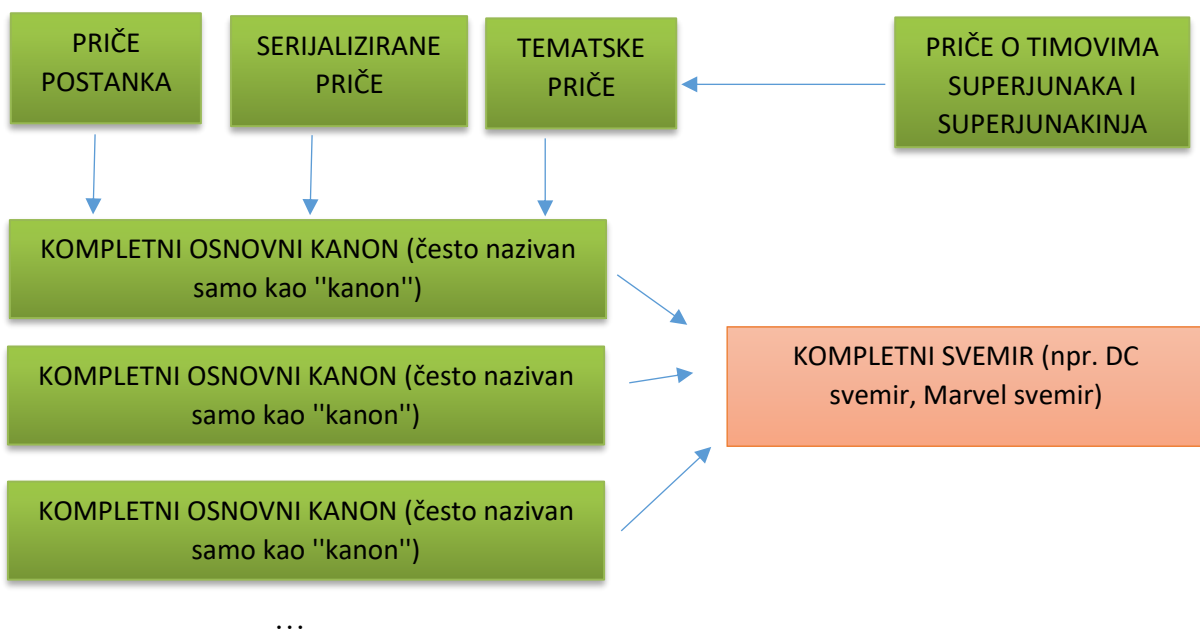 PRIČE
POSTANKA
SERIJALIZIRANE
PRIČE
TEMATSKE
PRIČE
PRIČE O TIMOVIMA
SUPERJUNAKA I
SUPERJUNAKINJA
KOMPLETNI OSNOVNI KANON (često nazivan
samo kao ''kanon'')
KOMPLETNI OSNOVNI KANON (često nazivan
samo kao ''kanon'')
KOMPLETNI OSNOVNI KANON (često nazivan
samo kao ''kanon'')
KOMPLETNI SVEMIR (npr. DC
svemir, Marvel svemir)
…